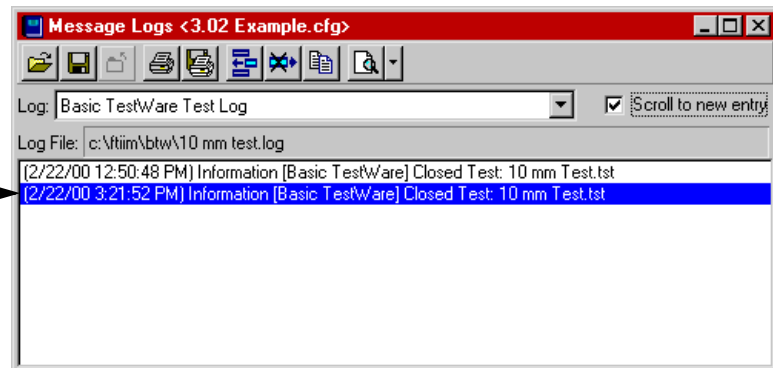 Message Logs <3.02 Example.cfg>
Log: Basic TestWare Test Log
Scroll to new entry
Log File: c:\ftiim\btw\10 mm test.log
(2/22/00 12:50:48 PM) Information [Basic TestWare] Closed Test: 10 mm Test.tst
(2/22/00 3:21:52 PM) Information [Basic TestWare] Closed Test: 10 mm Test.tst